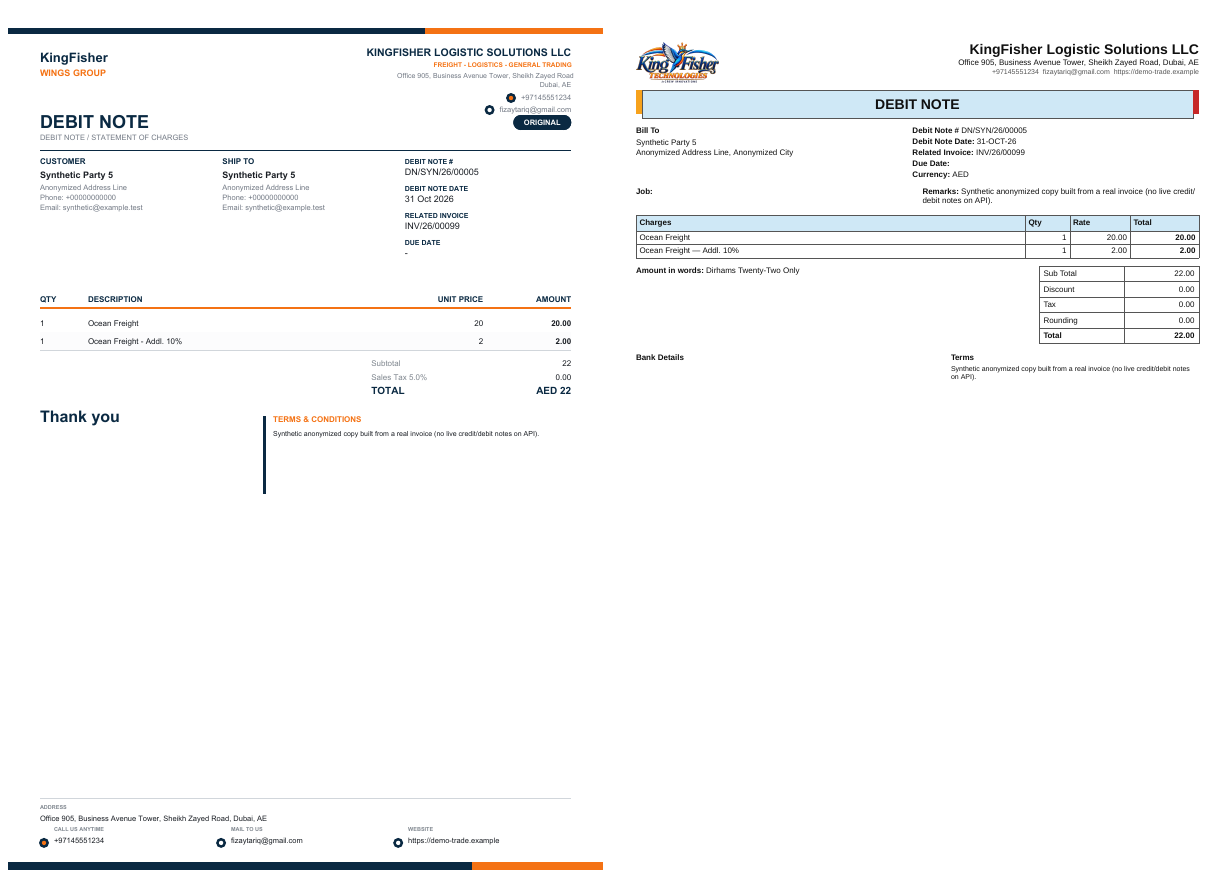 KingFisher
WINGS GROUP
KINGFISHER LOGISTIC SOLUTIONS LLC
FREIGHT - LOGISTICS - GENERAL TRADING
Office 905, Business Avenue Tower, Sheikh Zayed Road
Dubai, AE
+97145551234
fizaytariq@gmail.com
DEBIT NOTE
ORIGINAL
DEBIT NOTE / STATEMENT OF CHARGES
CUSTOMER
Synthetic Party 5
Anonymized Address Line
Phone: +00000000000
Email: synthetic@example.test
SHIP TO
Synthetic Party 5
Anonymized Address Line
Phone: +00000000000
Email: synthetic@example.test
DEBIT NOTE #
DN/SYN/26/00005
DEBIT NOTE DATE
31 Oct 2026
RELATED INVOICE
INV/26/00099
DUE DATE
-
QTY DESCRIPTION UNIT PRICE AMOUNT
1 Ocean Freight 20 20.00
1 Ocean Freight - Addl. 10% 2 2.00
Subtotal 22
Sales Tax 5.0% 0.00
TOTAL AED 22
Thank you
TERMS & CONDITIONS
Synthetic anonymized copy built from a real invoice (no live credit/debit notes on API).
ADDRESS
Office 905, Business Avenue Tower, Sheikh Zayed Road, Dubai, AE
CALL US ANYTIME
+97145551234
MAIL TO US
fizaytariq@gmail.com
WEBSITE
https://demo-trade.example
King Fisher
TECHNOLOGIES
KingFisher Logistic Solutions LLC
Office 905, Business Avenue Tower, Sheikh Zayed Road, Dubai, AE
+97145551234 fizaytariq@gmail.com https://demo-trade.example
DEBIT NOTE
Bill To
Synthetic Party 5
Anonymized Address Line, Anonymized City
Debit Note # DN/SYN/26/00005
Debit Note Date: 31-OCT-26
Related Invoice: INV/26/00099
Due Date:
Currency: AED
Job:
Remarks: Synthetic anonymized copy built from a real invoice (no live credit/
debit notes on API).
Charges Qty Rate Total
Ocean Freight 1 20.00 20.00
Ocean Freight — Addl. 10% 1 2.00 2.00
Amount in words: Dirhams Twenty-Two Only
Sub Total 22.00
Discount 0.00
Tax 0.00
Rounding 0.00
Total 22.00
Bank Details
Terms
Synthetic anonymized copy built from a real invoice (no live credit/debit notes
on API).